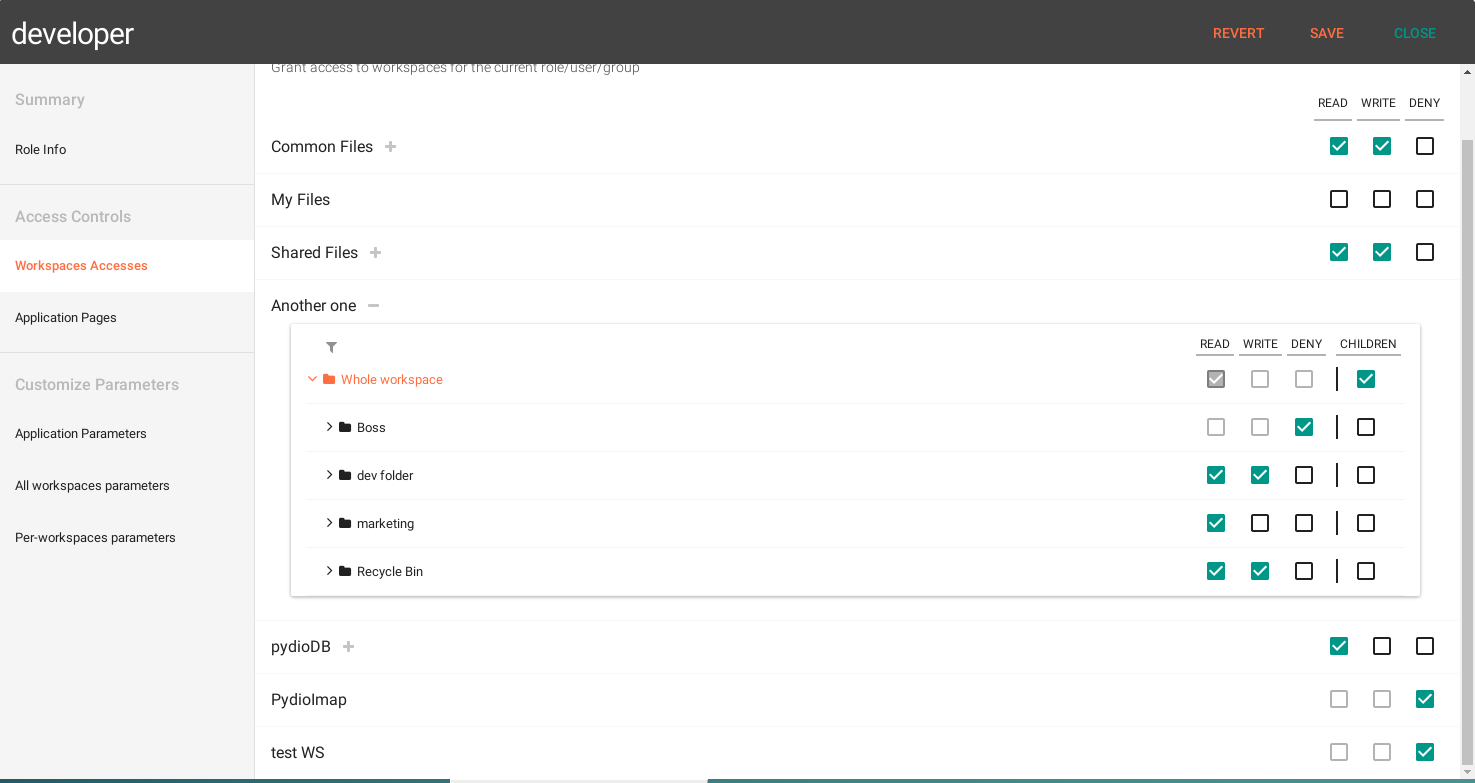 developer
REVERT SAVE CLOSE
Grant access to workspaces for the current role/user/group
Summary
Role Info
Access Controls
Workspaces Accesses
Application Pages
Customize Parameters
Application Parameters
All workspaces parameters
Per-workspaces parameters
READ WRITE DENY
Common Files
My Files
Shared Files
Another one
READ WRITE DENY CHILDREN
Whole workspace
Boss
dev folder
marketing
Recycle Bin
pydioDB
PydioImap
test WS